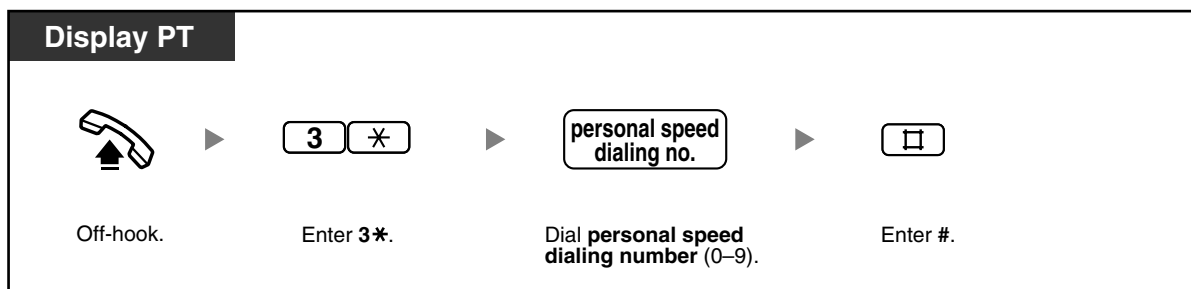 Display PT
3 ✳
personal speed
dialing no.
#
Off-hook.
Enter 3✳.
Dial personal speed
dialing number (0–9).
Enter #.